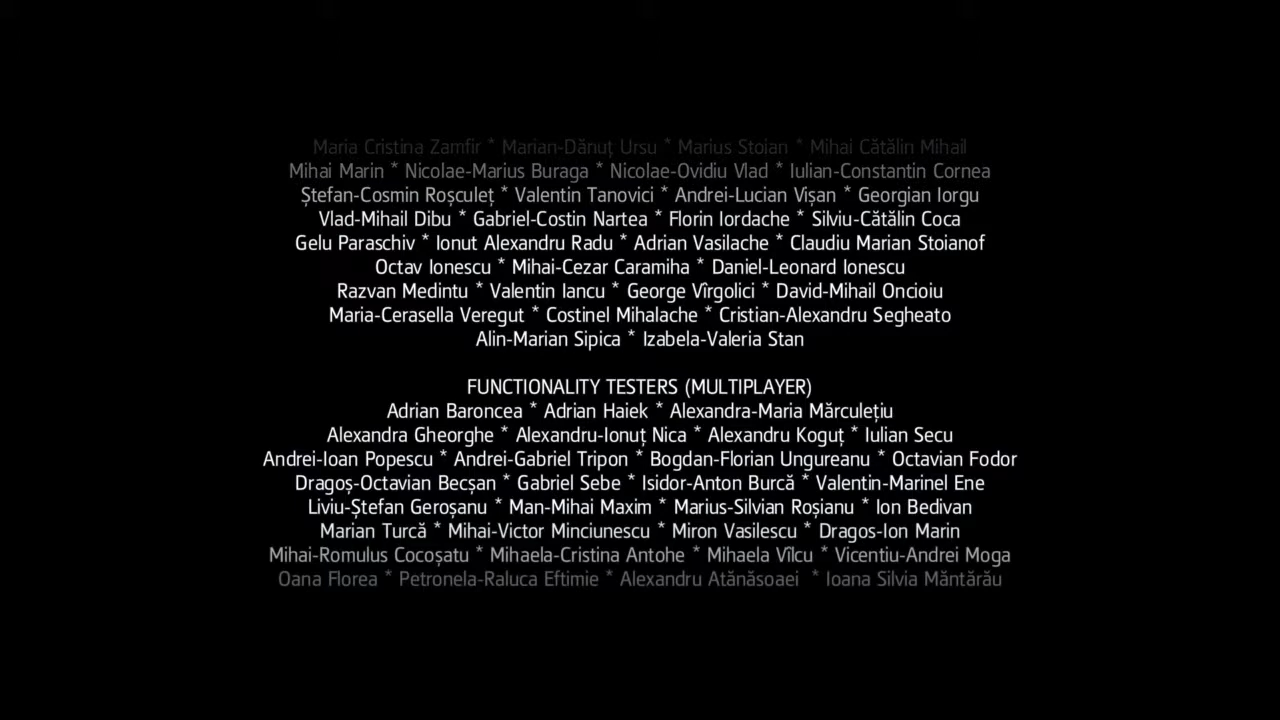 Maria Cristina Zamfir * Marian-Dănuț Ursu * Marius Stoian * Mihai Cătălin Mihail
Mihai Marin * Nicolae-Marius Buraga * Nicolae-Ovidiu Vlad * Iulian-Constantin Cornea
Ștefan-Cosmin Roșculeț * Valentin Tanovici * Andrei-Lucian Vișan * Georgian Iorgu
Vlad-Mihail Dibu * Gabriel-Costin Nartea * Florin Iordache * Silviu-Cătălin Coca
Gelu Paraschiv * Ionut Alexandru Radu * Adrian Vasilache * Claudiu Marian Stoianof
Octav Ionescu * Mihai-Cezar Caramiha * Daniel-Leonard Ionescu
Razvan Medintu * Valentin Iancu * George Vîrgolici * David-Mihail Oncioiu
Maria-Cerasella Veregut * Costinel Mihalache * Cristian-Alexandru Segheato
Alin-Marian Sipica * Izabela-Valeria Stan
FUNCTIONALITY TESTERS (MULTIPLAYER)
Adrian Baroncea * Adrian Haiek * Alexandra-Maria Mărculețiu
Alexandra Gheorghe * Alexandru-Ionuț Nica * Alexandru Koguț * Iulian Secu
Andrei-Ioan Popescu * Andrei-Gabriel Tripon * Bogdan-Florian Ungureanu * Octavian Fodor
Dragoș-Octavian Becșan * Gabriel Sebe * Isidor-Anton Burcă * Valentin-Marinel Ene
Liviu-Ștefan Geroșanu * Man-Mihai Maxim * Marius-Silvian Roșianu * Ion Bedivan
Marian Turcă * Mihai-Victor Minciunescu * Miron Vasilescu * Dragos-Ion Marin
Mihai-Romulus Cocoșatu * Mihaela-Cristina Antohe * Mihaela Vîlcu * Vicentiu-Andrei Moga
Oana Florea * Petronela-Raluca Eftimie * Alexandru Atănăsoaei * Ioana Silvia Măntărău